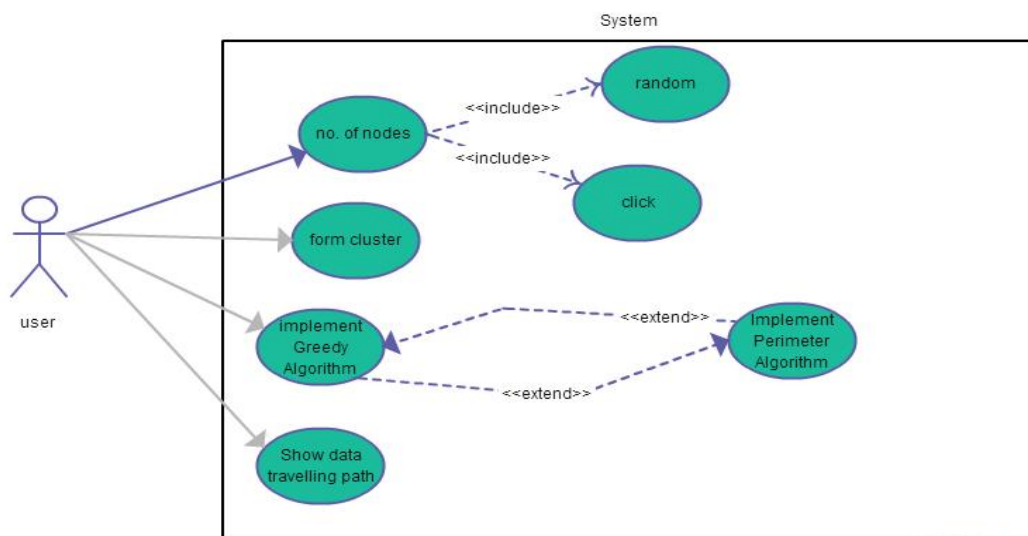 System
random
<<include>>
no. of nodes
<<include>>
click
form cluster
user
implement
Greedy
Algorithm
<<extend>>
Implement
Perimeter
Algorithm
<<extend>>
Show data
travelling path